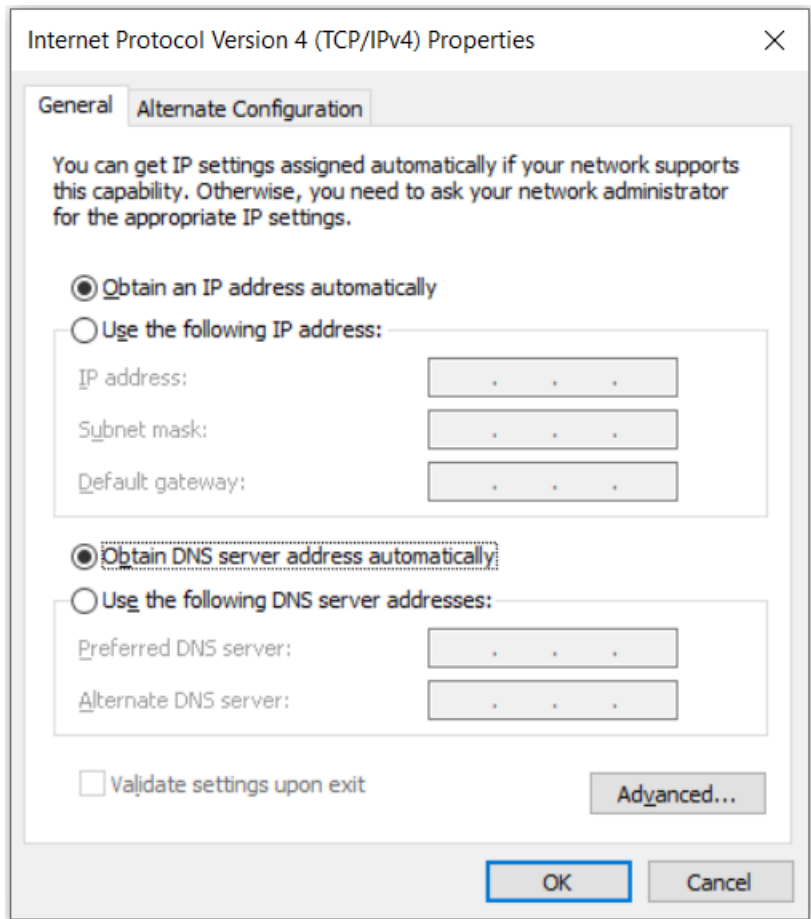 Internet Protocol Version 4 (TCP/IPv4) Properties
General
Alternate Configuration
You can get IP settings assigned automatically if your network supports
this capability. Otherwise, you need to ask your network administrator
for the appropriate IP settings.
Obtain an IP address automatically
Use the following IP address:
IP address:
. . .
Subnet mask:
. . .
Default gateway:
. . .
Obtain DNS server address automatically
Use the following DNS server addresses:
Preferred DNS server:
. . .
Alternate DNS server:
. . .
Validate settings upon exit
Advanced...
OK
Cancel